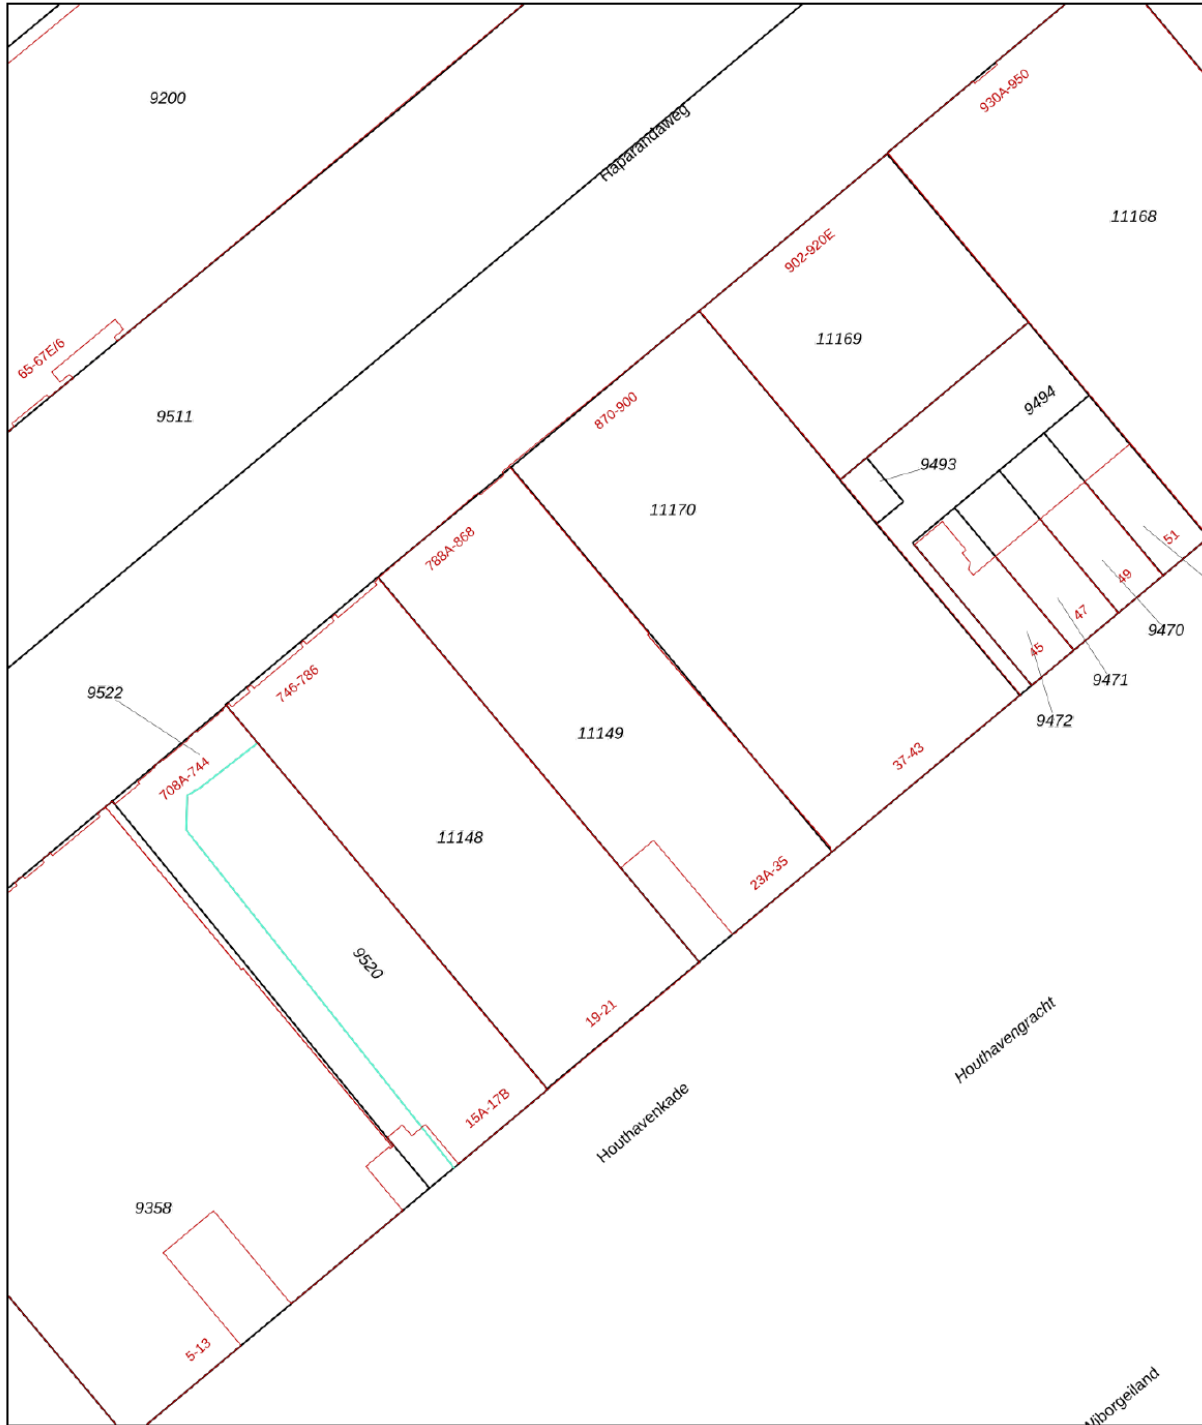 9200
Haparandaweg
930A-950
11168
902-920E
11169
65-67E/6
9511
870-900
9494
9493
11170
788A-868
51
49
47
45
9470
9471
9472
746-786
9522
708A-744
11149
37-43
11148
23A-35
9520
19-21
Houthavengracht
15A-17B
Houthavenkade
9358
5-13
Wiborgeiland